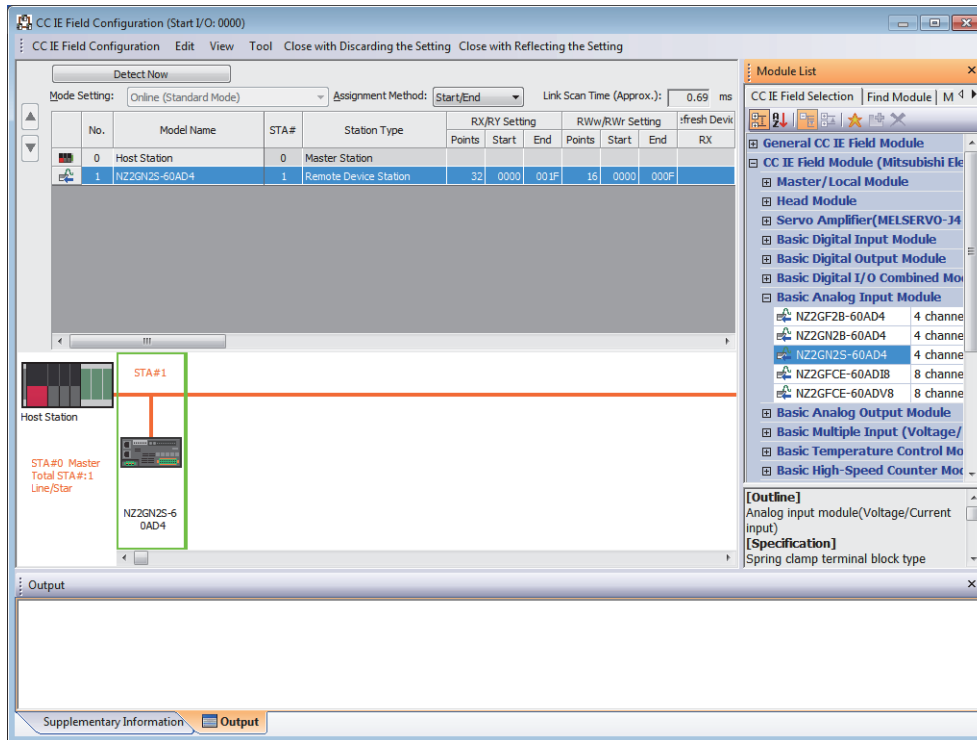 CC IE Field Configuration (Start I/O: 0000)
CC IE Field Configuration Edit View Tool Close with Discarding the Setting Close with Reflecting the Setting
Detect Now
Mode Setting: Online (Standard Mode) Assignment Method: Start/End Link Scan Time (Approx.): 0.69 ms
No. Model Name STA# Station Type RX/RY Setting RWw/RWr Setting efresh Devic
Points Start End Points Start End RX
0 Host Station 0 Master Station
1 NZ2GN2S-60AD4 1 Remote Device Station 32 0000 001F 16 0000 000F
STA#1
Host Station
STA#0 Master
Total STA#:1
Line/Star
NZ2GN2S-6
0AD4
Module List
CC IE Field Selection Find Module M
General CC IE Field Module
CC IE Field Module (Mitsubishi Ele
Master/Local Module
Head Module
Servo Amplifier(MELSERVO-J4
Basic Digital Input Module
Basic Digital Output Module
Basic Digital I/O Combined Mo
Basic Analog Input Module
NZ2GF2B-60AD4 4 channe
NZ2GN2B-60AD4 4 channe
NZ2GN2S-60AD4 4 channe
NZ2GFCE-60ADI8 8 channe
NZ2GFCE-60ADV8 8 channe
Basic Analog Output Module
Basic Multiple Input (Voltage/
Basic Temperature Control Mo
Basic High-Speed Counter Moc
[Outline]
Analog input module(Voltage/Current
input)
[Specification]
Spring clamp terminal block type
Output
Supplementary Information Output